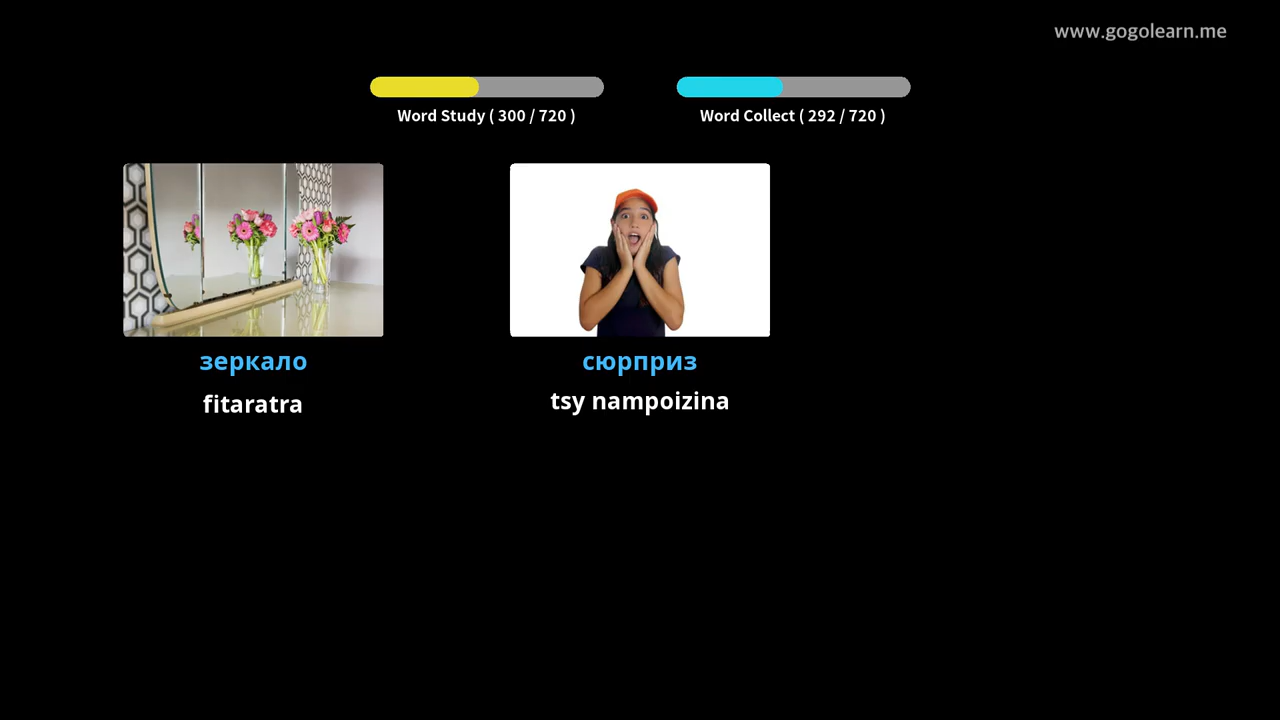 www.gogolearn.me
Word Study ( 300 / 720 )
Word Collect ( 292 / 720 )
зеркало
fitaratra
сюрприз
tsy nampoizina